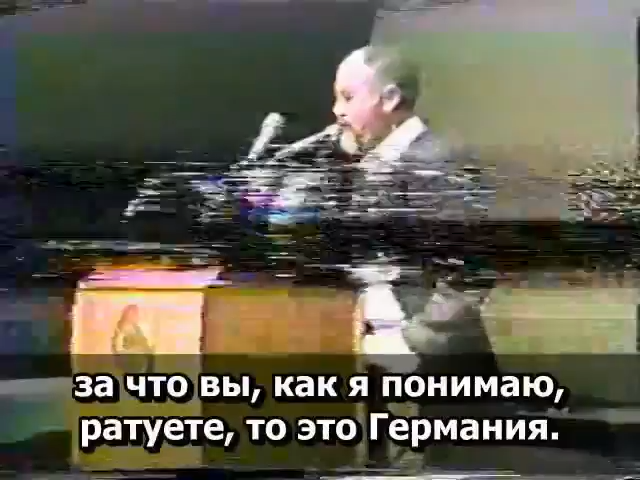 за что вы, как я понимаю,
ратуете, то это Германия.